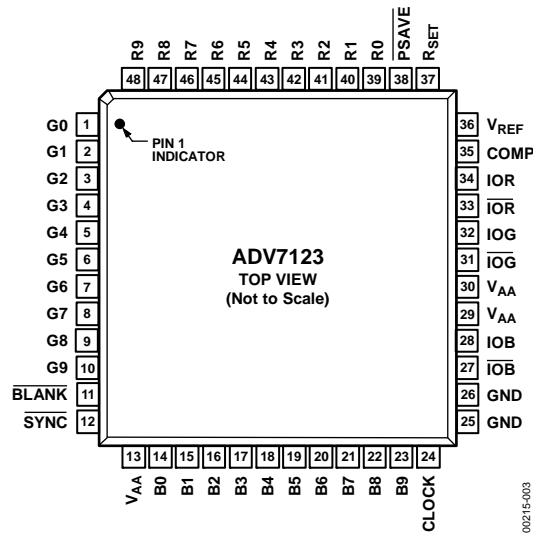 R9 R8 R7 R6 R5 R4 R3 R2 R1 R0 PSAVE RSET
48 47 46 45 44 43 42 41 40 39 38 37
G0 1
G1 2
G2 3
G3 4
G4 5
G5 6
G6 7
G7 8
G8 9
G9 10
BLANK 11
SYNC 12
PIN 1
INDICATOR
ADV7123
TOP VIEW
(Not to Scale)
36 VREF
35 COMP
34 IOR
33 IOR
32 IOG
31 IOG
30 VAA
29 VAA
28 IOB
27 IOB
26 GND
25 GND
13 14 15 16 17 18 19 20 21 22 23 24
VAA B0 B1 B2 B3 B4 B5 B6 B7 B8 B9 CLOCK
00215-003